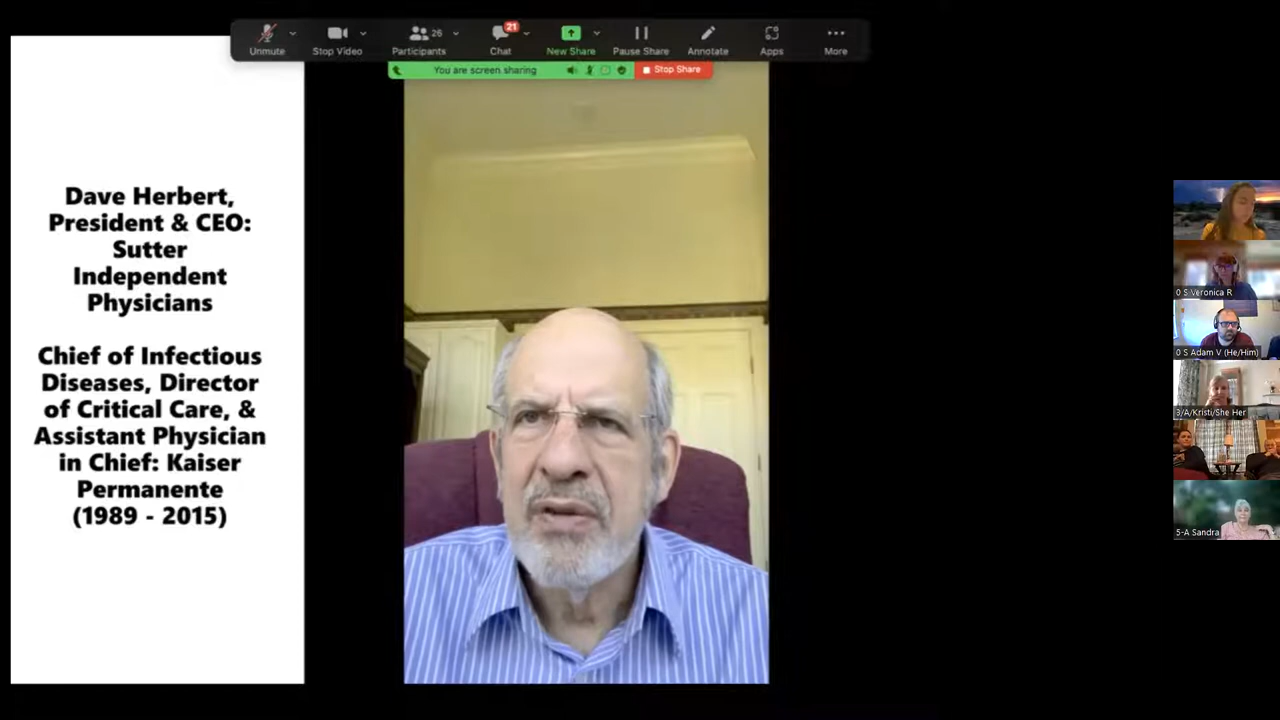 26
21
Unmute
Stop Video
Participants
Chat
New Share
Pause Share
Annotate
Apps
More
You are screen sharing
Stop Share
Dave Herbert,
President & CEO:
Sutter
Independent
Physicians
Chief of Infectious
Diseases, Director
of Critical Care, &
Assistant Physician
in Chief: Kaiser
Permanente
(1989 - 2015)
0 S Veronica R
0 S Adam V (He/Him)
3/A/Kristi/She Her
5-A Sandra